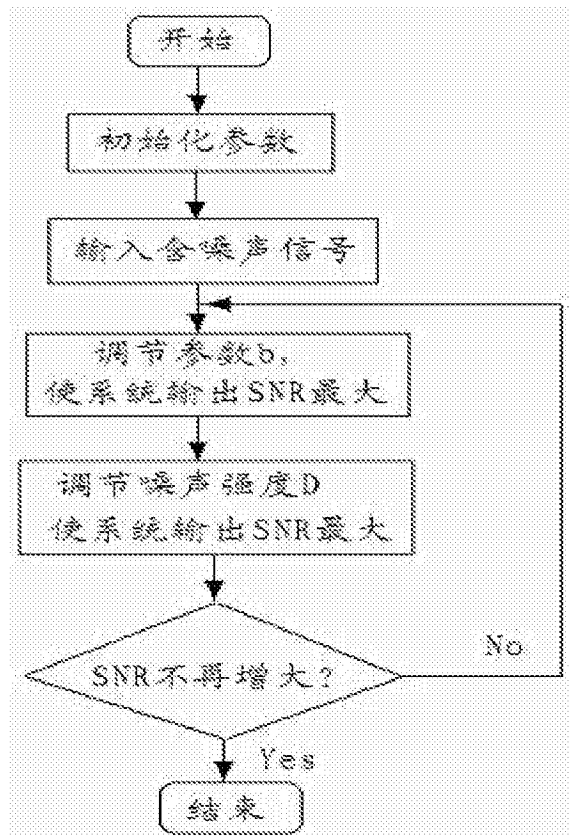 开始
初始化参数
输入含噪声信号
调节参数b,
使系统输出SNR最大
调节噪声强度D
使系统输出SNR最大
SNR不再增大?
No
Yes
结束